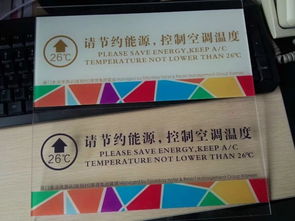 26℃
请节约能源，控制空调温度
PLEASE SAVE ENERGY,KEEP A/C
TEMPERATURE NOT LOWER THAN 26℃
26℃
请节约能源，控制空调温度
PLEASE SAVE ENERGY,KEEP A/C
TEMPERATURE NOT LOWER THAN 26℃